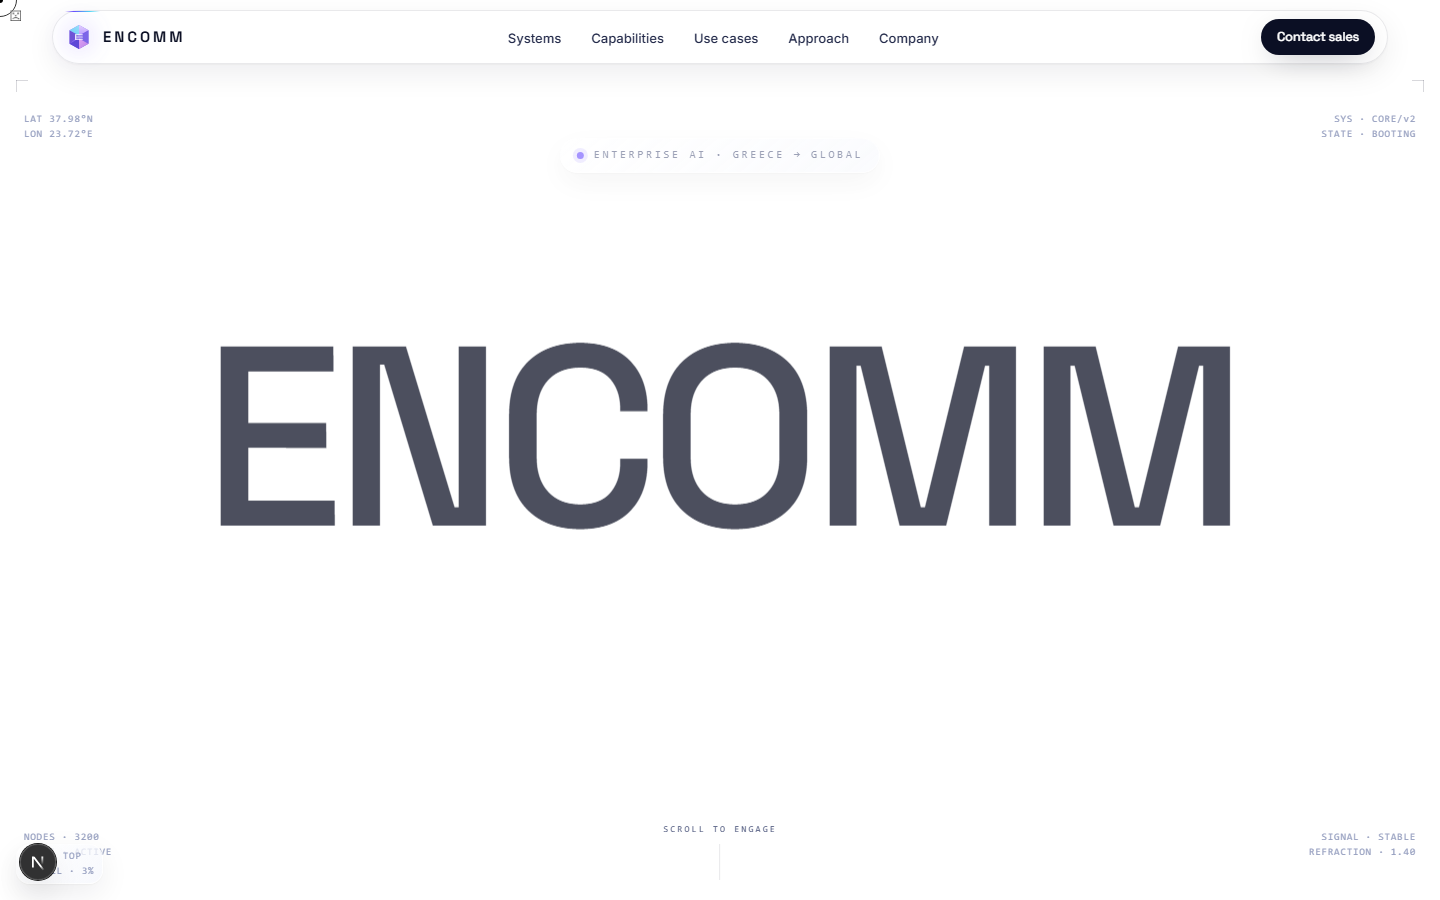 ENCOMM
Systems
Capabilities
Use cases
Approach
Company
Contact sales
LAT 37.98°N
LON 23.72°E
SYS · CORE/v2
STATE · BOOTING
ENTERPRISE AI · GREECE → GLOBAL
ENCOMM
SCROLL TO ENGAGE
NODES · 3200
TOP
· 3%
SIGNAL · STABLE
REFRACTION · 1.40